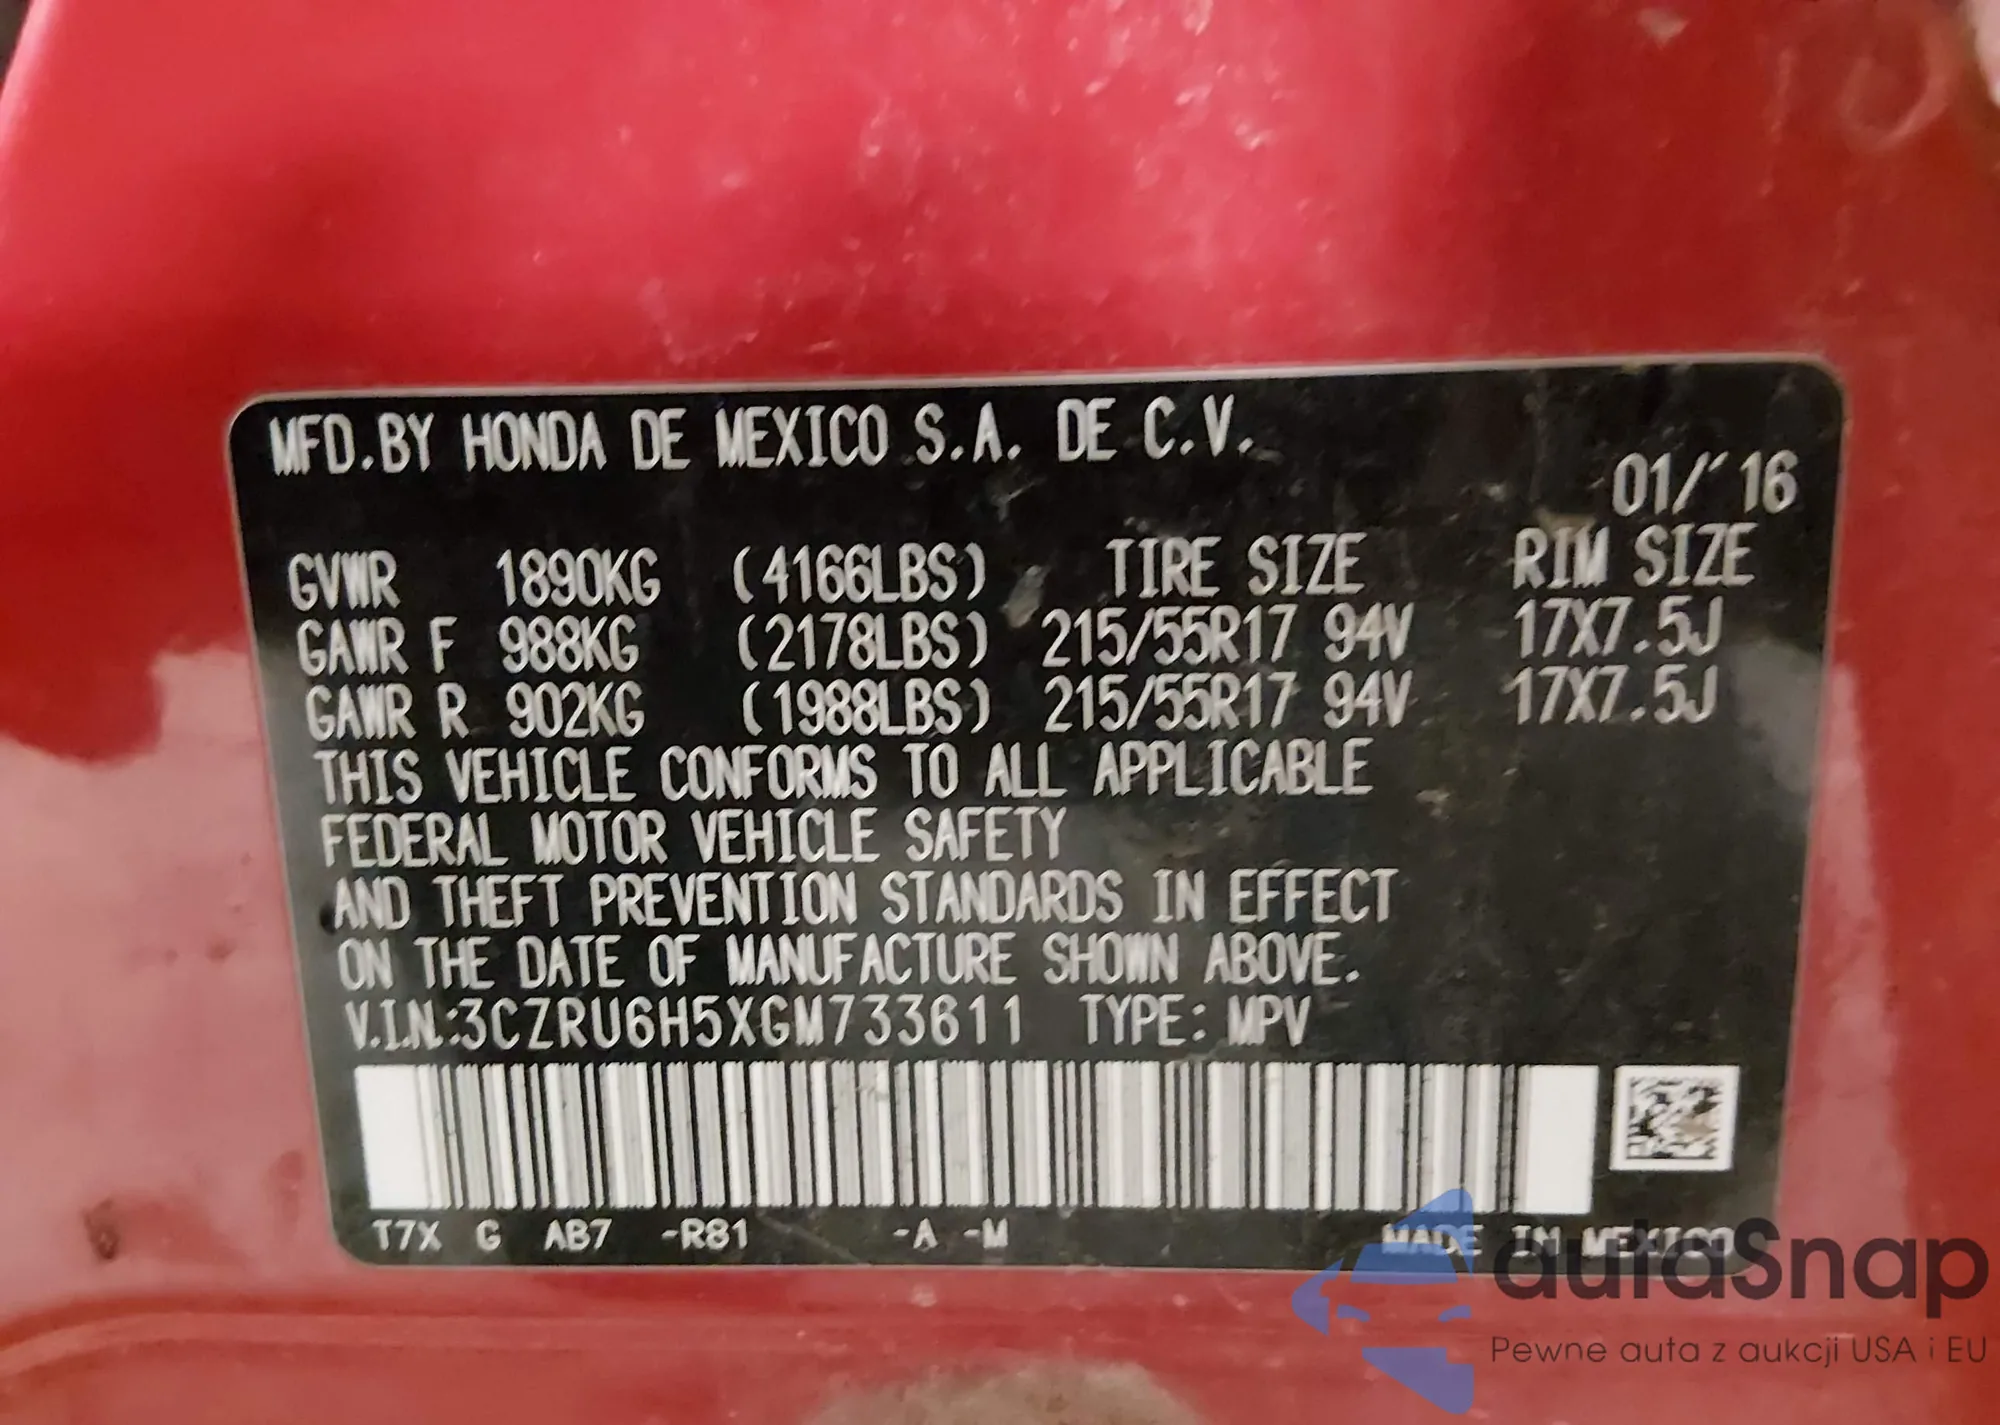 MFD.BY HONDA DE MEXICO S.A. DE C.V.
01/'16
GVWR 1890KG (4166LBS) TIRE SIZE RIM SIZE
GAWR F 988KG (2178LBS) 215/55R17 94V 17X7.5J
GAWR R 902KG (1988LBS) 215/55R17 94V 17X7.5J
THIS VEHICLE CONFORMS TO ALL APPLICABLE
FEDERAL MOTOR VEHICLE SAFETY
AND THEFT PREVENTION STANDARDS IN EFFECT
ON THE DATE OF MANUFACTURE SHOWN ABOVE.
V.I.N.:3CZRU6H5XGM733611 TYPE: MPV
T7X G AB7 -R81 -A -M MADE IN MEXICO
autaSnap
Pewne auta z aukcji USA i EU